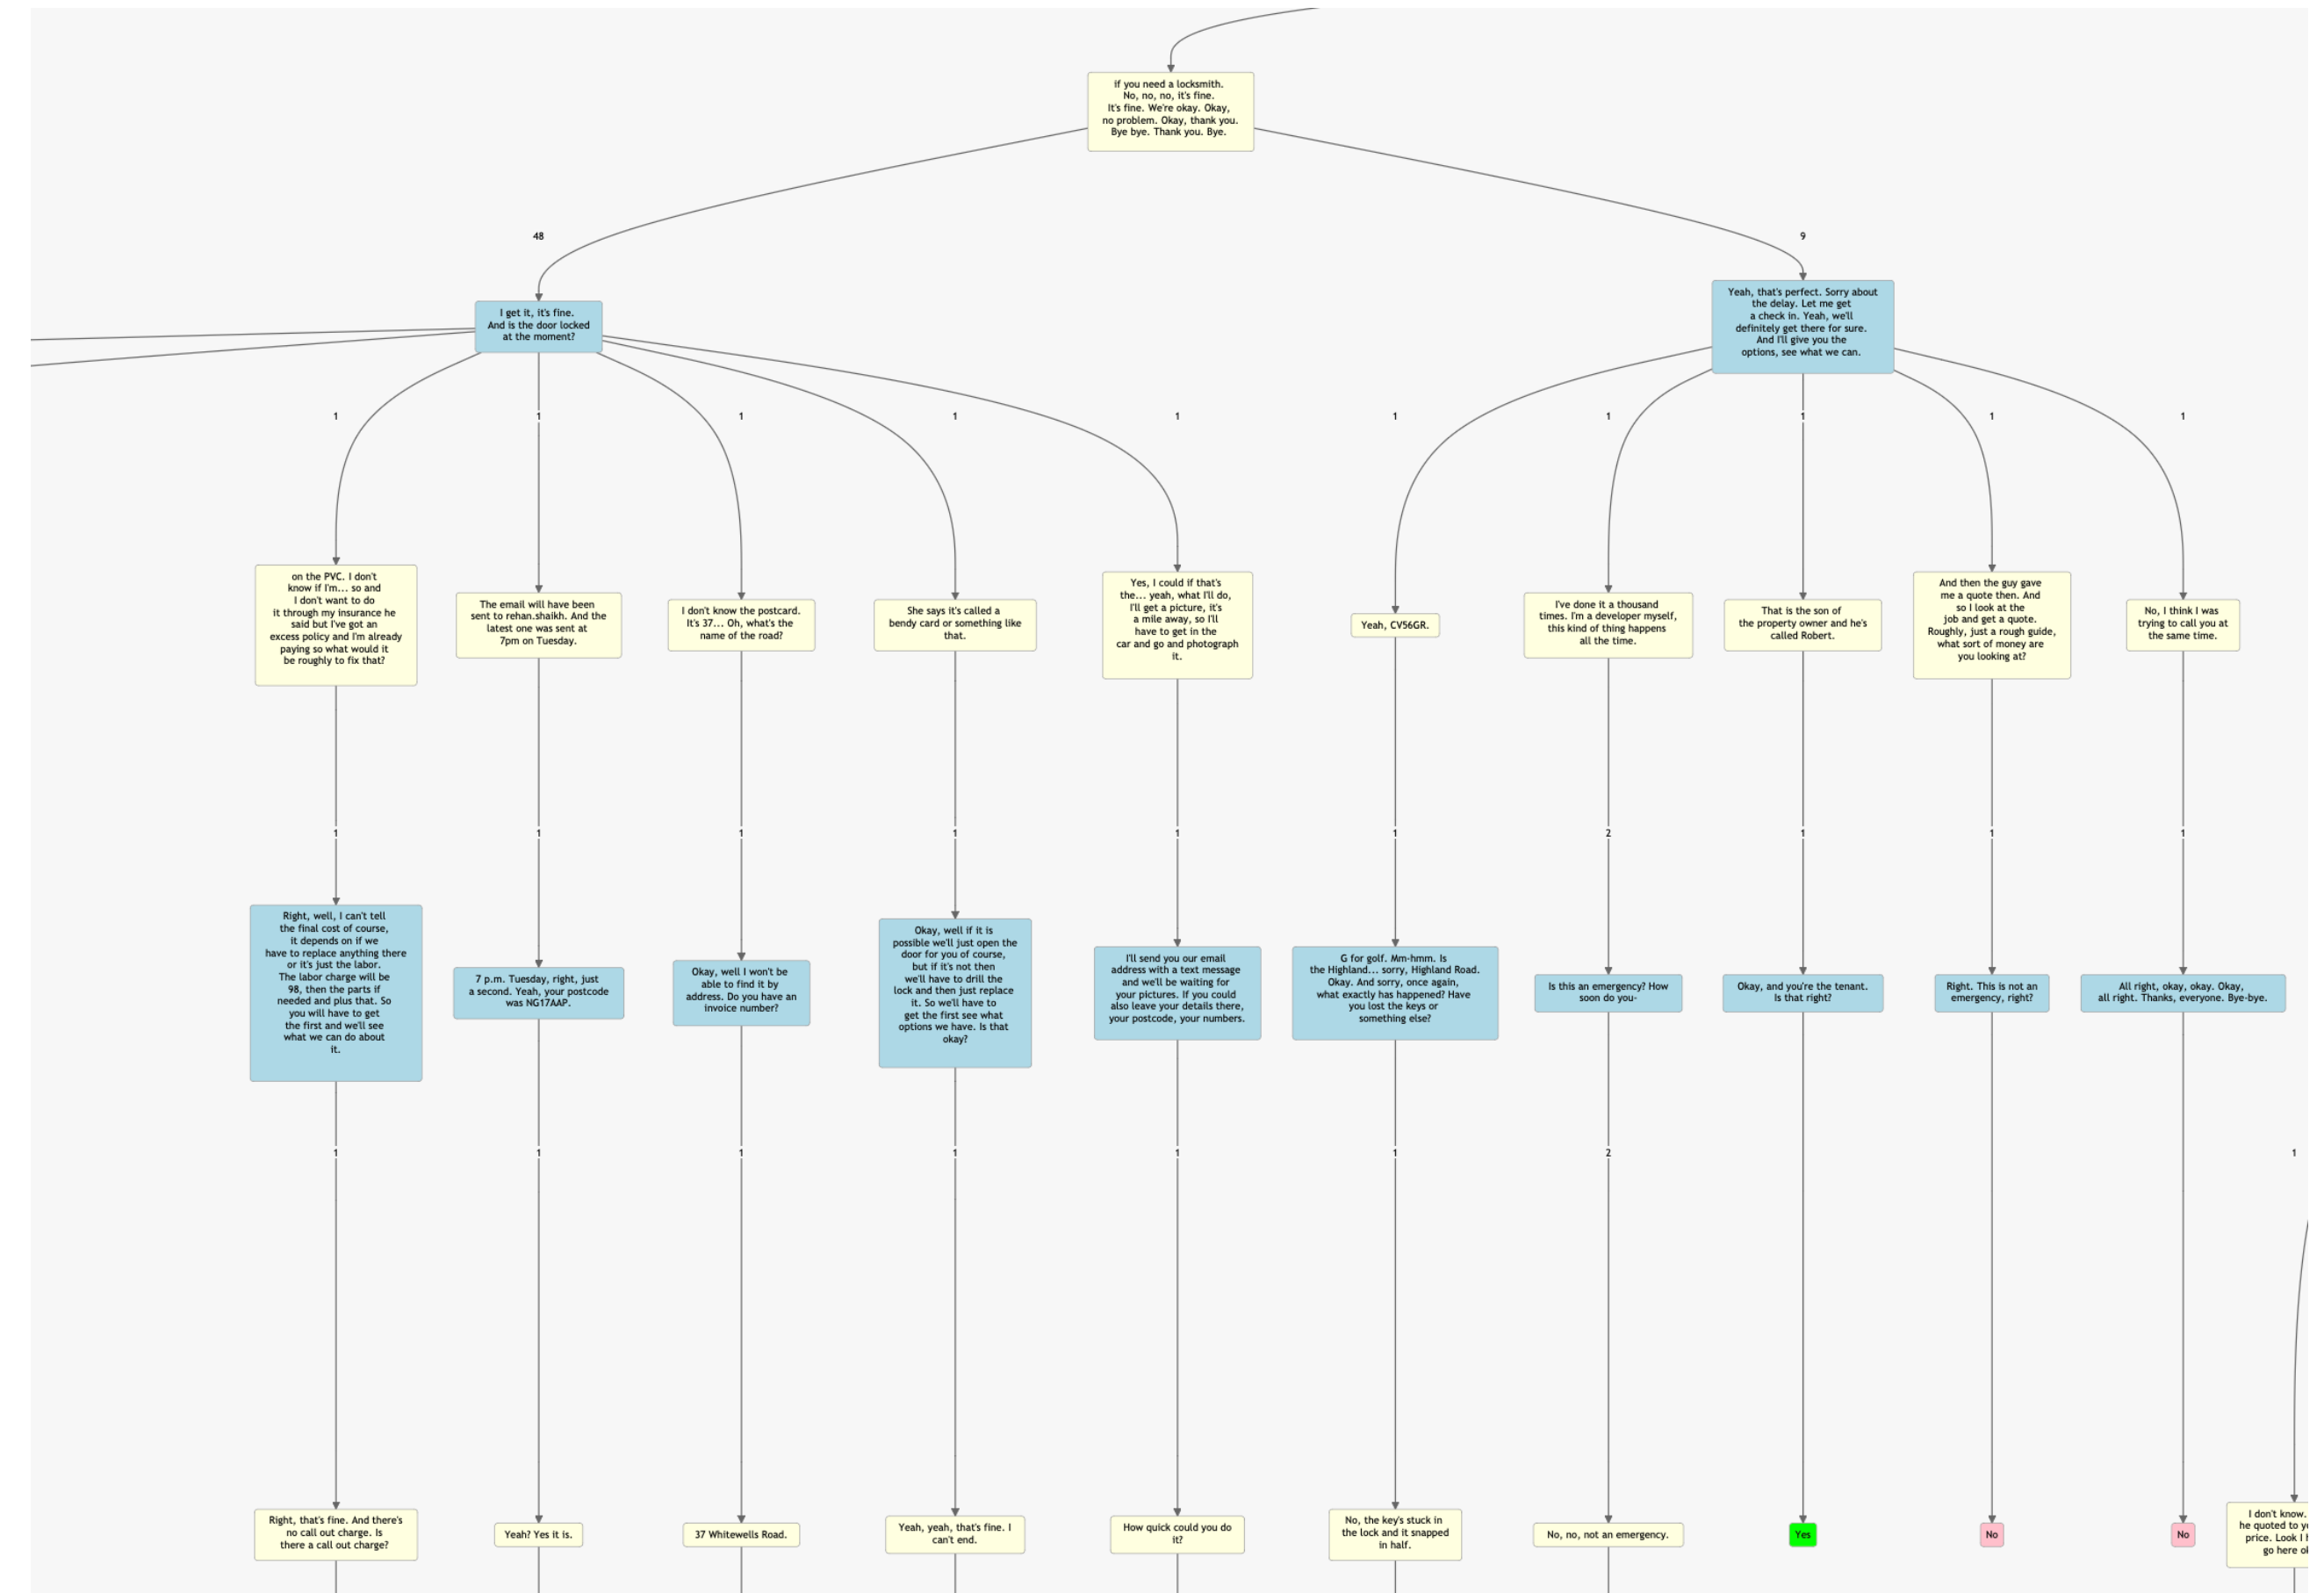 if you need a locksmith.
No, no, no, it's fine.
It's fine. We're okay. Okay,
no problem. Okay, thank you.
Bye bye. Thank you. Bye.
48
9
I get it, it's fine.
And is the door locked
at the moment?
Yeah, that's perfect. Sorry about
the delay. Let me get
a check in. Yeah, we'll
definitely get there for sure.
And I'll give you the
options, see what we can.
1
1
1
1
1
1
1
1
1
1
on the PVC. I don't
know if I'm... so and
I don't want to do
it through my insurance he
said but I've got an
excess policy and I'm already
paying so what would it
be roughly to fix that?
The email will have been
sent to rehan.shaikh. And the
latest one was sent at
7pm on Tuesday.
I don't know the postcard.
It's 37... Oh, what's the
name of the road?
She says it's called a
bendy card or something like
that.
Yes, I could if that's
the... yeah, what I'll do,
I'll get a picture, it's
a mile away, so I'll
have to get in the
car and go and photograph
it.
Yeah, CV56GR.
I've done it a thousand
times. I'm a developer myself,
this kind of thing happens
all the time.
That is the son of
the property owner and he's
called Robert.
And then the guy gave
me a quote then. And
so I look at the
job and get a quote.
Roughly, just a rough guide,
what sort of money are
you looking at?
No, I think I was
trying to call you at
the same time.
1
1
1
1
1
1
2
1
1
1
Right, well, I can't tell
the final cost of course,
it depends on if we
have to replace anything there
or it's just the labor.
The labor charge will be
98, then the parts if
needed and plus that. So
you will have to get
the first and we'll see
what we can do about
it.
7 p.m. Tuesday, right, just
a second. Yeah, your postcode
was NG17AAP.
Okay, well I won't be
able to find it by
address. Do you have an
invoice number?
Okay, well if it is
possible we'll just open the
door for you of course,
but if it's not then
we'll have to drill the
lock and then just replace
it. So we'll have to
get the first see what
options we have. Is that
okay?
I'll send you our email
address with a text message
and we'll be waiting for
your pictures. If you could
also leave your details there,
your postcode, your numbers.
G for golf. Mm-hmm. Is
the Highland... sorry, Highland Road.
Okay. And sorry, once again,
what exactly has happened? Have
you lost the keys or
something else?
Is this an emergency? How
soon do you-
Okay, and you're the tenant.
Is that right?
Right. This is not an
emergency, right?
All right, okay, okay. Okay,
all right. Thanks, everyone. Bye-bye.
1
1
1
1
1
1
2
1
Right, that's fine. And there's
no call out charge. Is
there a call out charge?
Yeah? Yes it is.
37 Whitewells Road.
Yeah, yeah, that's fine. I
can't end.
How quick could you do
it?
No, the key's stuck in
the lock and it snapped
in half.
No, no, not an emergency.
Yes
No
No
I don't know.
he quoted to
price. Look I
go here